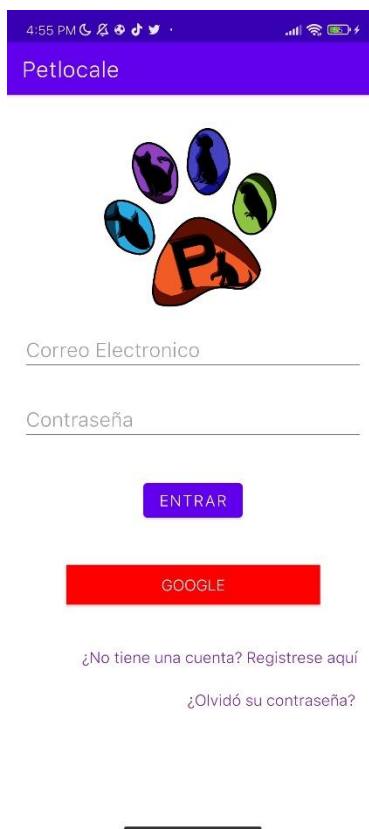 4:55 PM
Petlocale
P
Correo Electronico
Contraseña
ENTRAR
GOOGLE
¿No tiene una cuenta? Registrese aquí
¿Olvidó su contraseña?